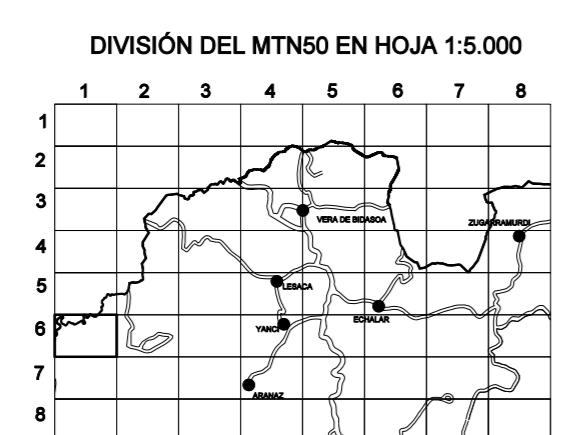 DIVISIÓN DEL MTN50 EN HOJA 1:5.000
1 2 3 4 5 6 7 8
1
2
3
VERA DE BIDASOA
ZUGARRAMURDI
4
5
LESACA
ECHALAR
6
YANCI
7
ARANAZ
8